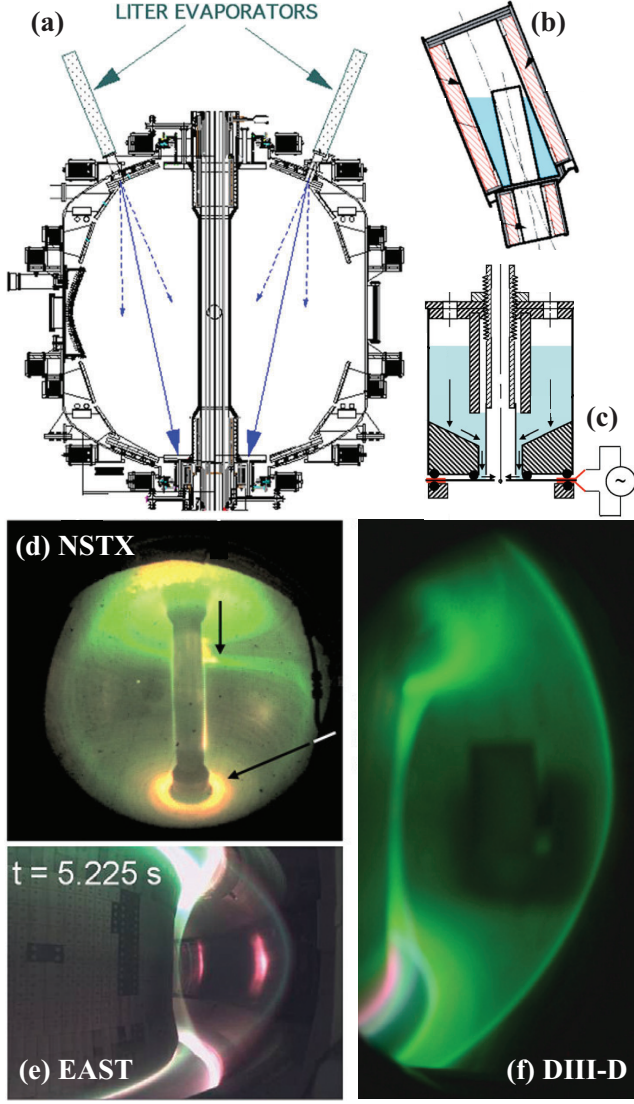 LITER EVAPORATORS
(a)
(b)
(c)
~
(d) NSTX
t = 5.225 s
(e) EAST
(f) DIII-D